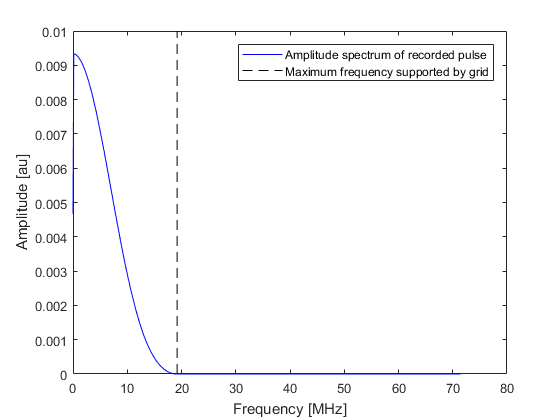 0.01
0.009
0.008
0.007
0.006
0.005
0.004
0.003
0.002
0.001
0
Amplitude [au]
Amplitude spectrum of recorded pulse
Maximum frequency supported by grid
0 10 20 30 40 50 60 70 80
Frequency [MHz]